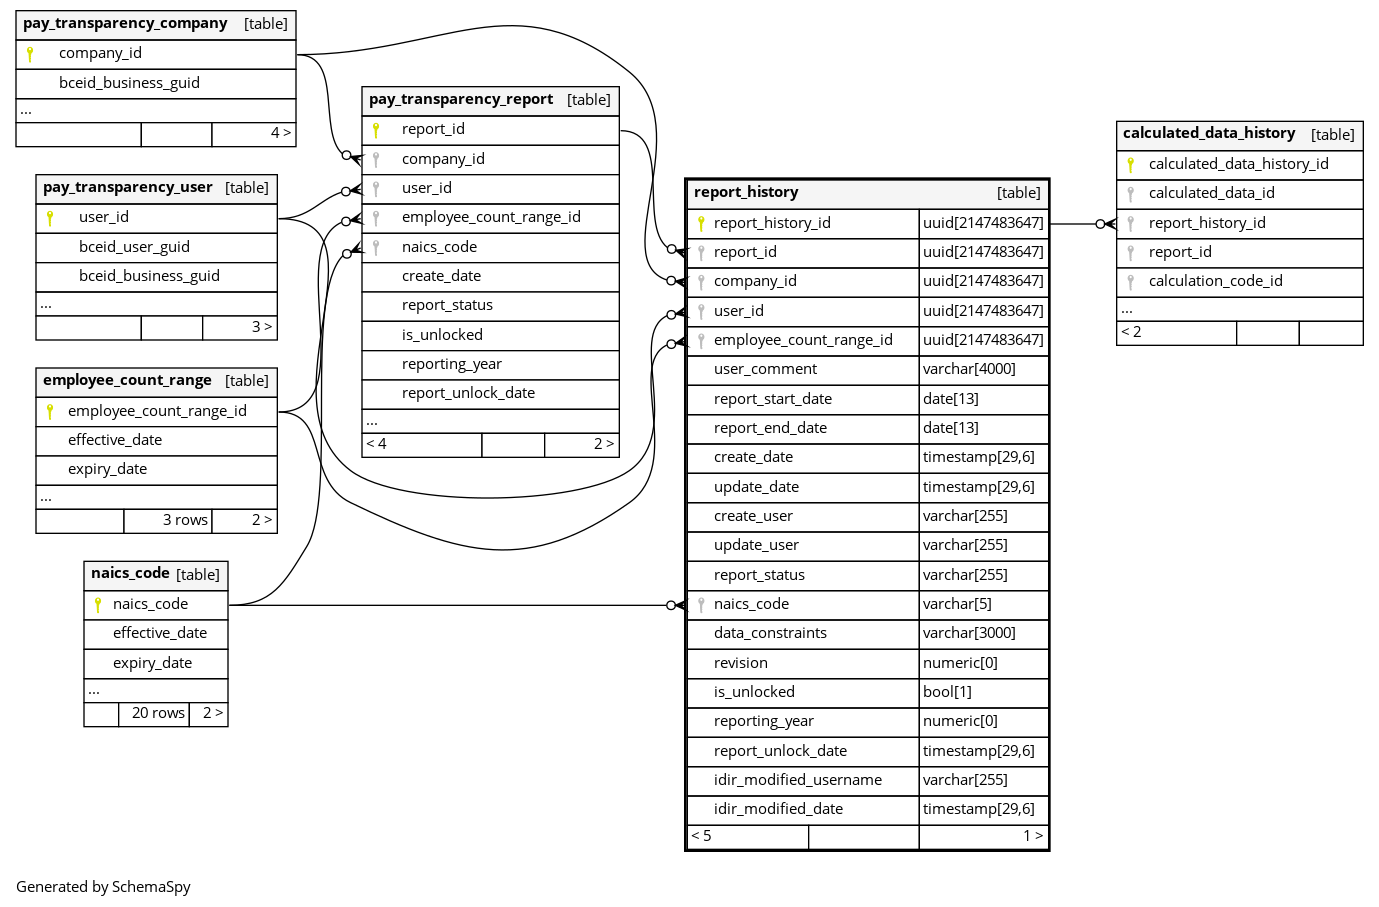 pay_transparency_company [table]
company_id
bceid_business_guid
...
4 >
pay_transparency_user [table]
user_id
bceid_user_guid
bceid_business_guid
...
3 >
employee_count_range [table]
employee_count_range_id
effective_date
expiry_date
...
3 rows 2 >
naics_code [table]
naics_code
effective_date
expiry_date
...
20 rows 2 >
pay_transparency_report [table]
report_id
company_id
user_id
employee_count_range_id
naics_code
create_date
report_status
is_unlocked
reporting_year
report_unlock_date
...
< 4 2 >
report_history [table]
report_history_id uuid[2147483647]
report_id uuid[2147483647]
company_id uuid[2147483647]
user_id uuid[2147483647]
employee_count_range_id uuid[2147483647]
user_comment varchar[4000]
report_start_date date[13]
report_end_date date[13]
create_date timestamp[29,6]
update_date timestamp[29,6]
create_user varchar[255]
update_user varchar[255]
report_status varchar[255]
naics_code varchar[5]
data_constraints varchar[3000]
revision numeric[0]
is_unlocked bool[1]
reporting_year numeric[0]
report_unlock_date timestamp[29,6]
idir_modified_username varchar[255]
idir_modified_date timestamp[29,6]
< 5 1 >
calculated_data_history [table]
calculated_data_history_id
calculated_data_id
report_history_id
report_id
calculation_code_id
...
< 2
Generated by SchemaSpy